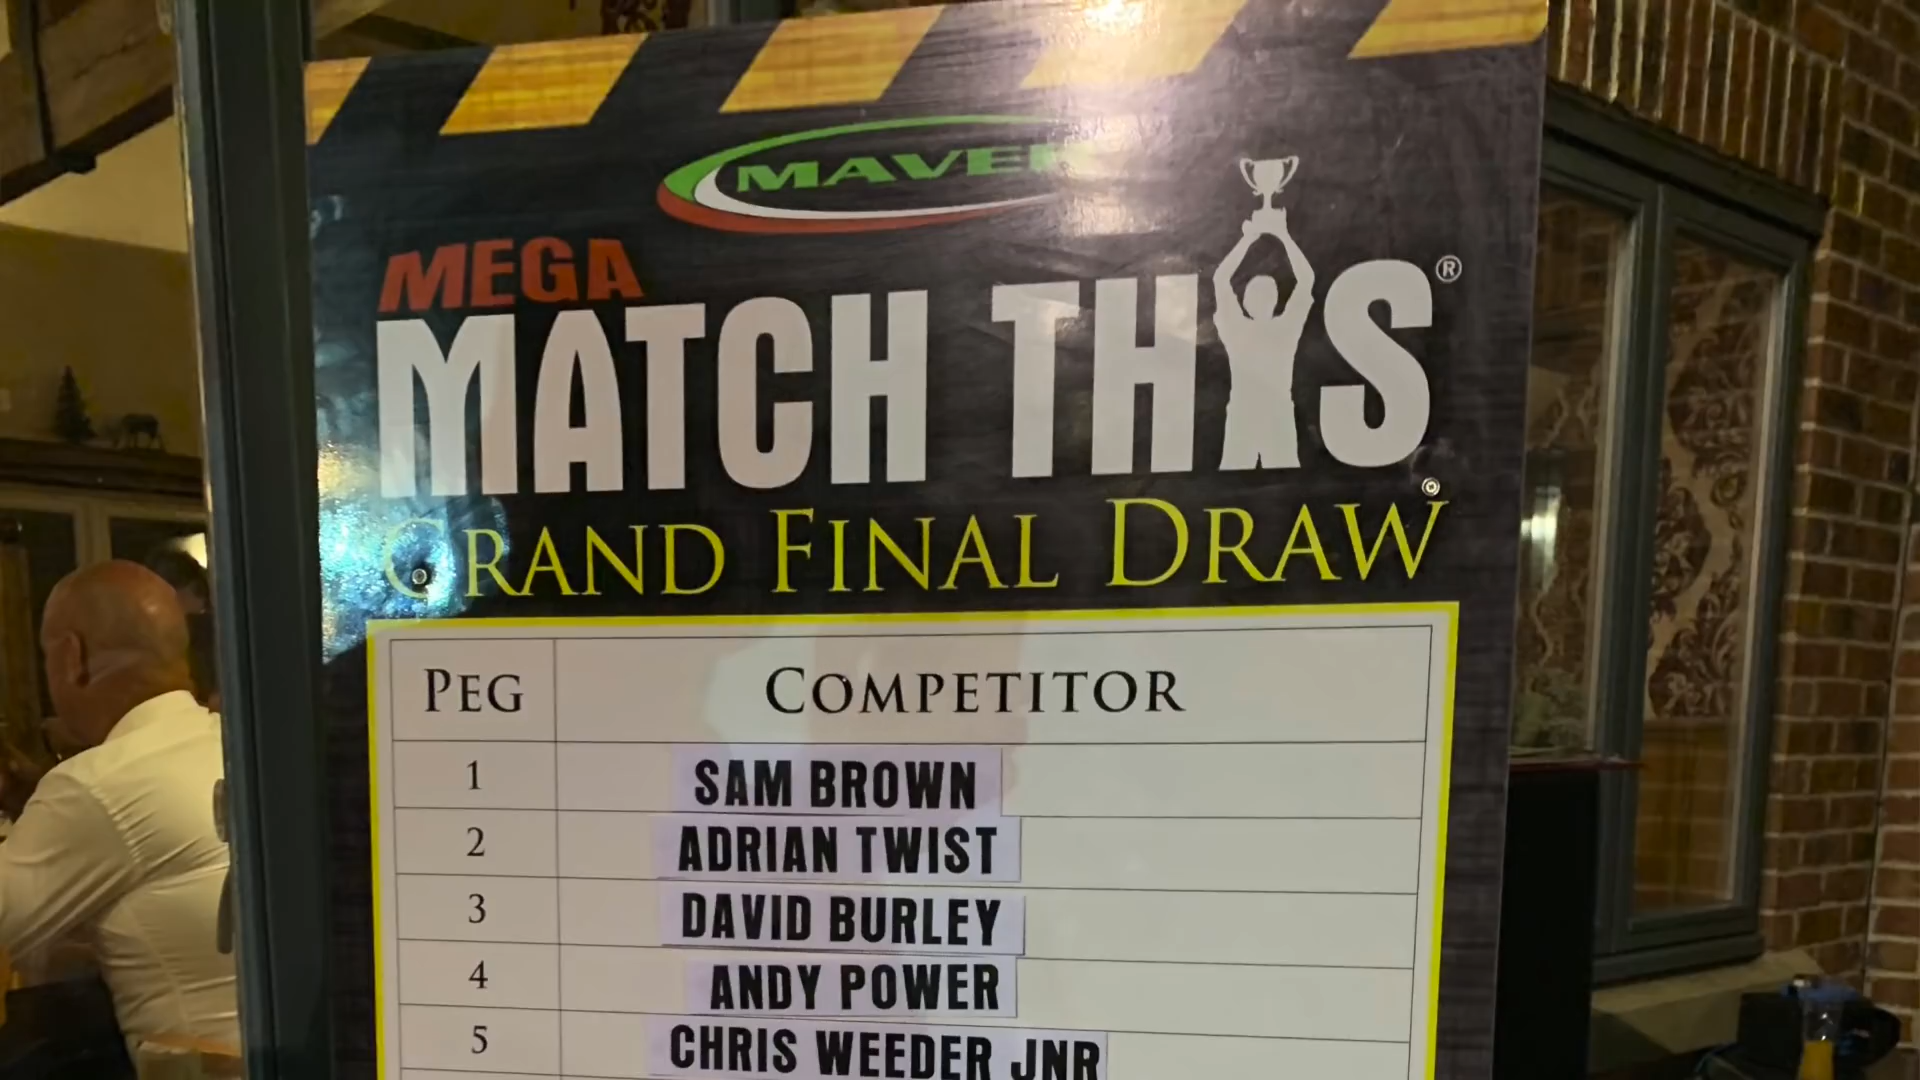 MAVER
MEGA
MATCH THIS®
GRAND FINAL DRAW
PEG COMPETITOR
1 SAM BROWN
2 ADRIAN TWIST
3 DAVID BURLEY
4 ANDY POWER
5 CHRIS WEEDER JNR